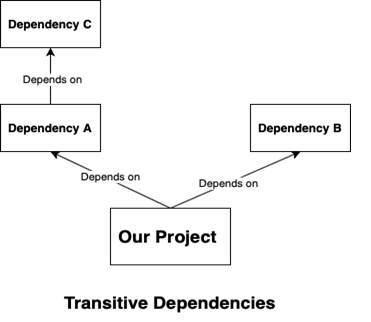 Dependency C
Depends on
Dependency A
Dependency B
Depends on
Depends on
Our Project
Transitive Dependencies